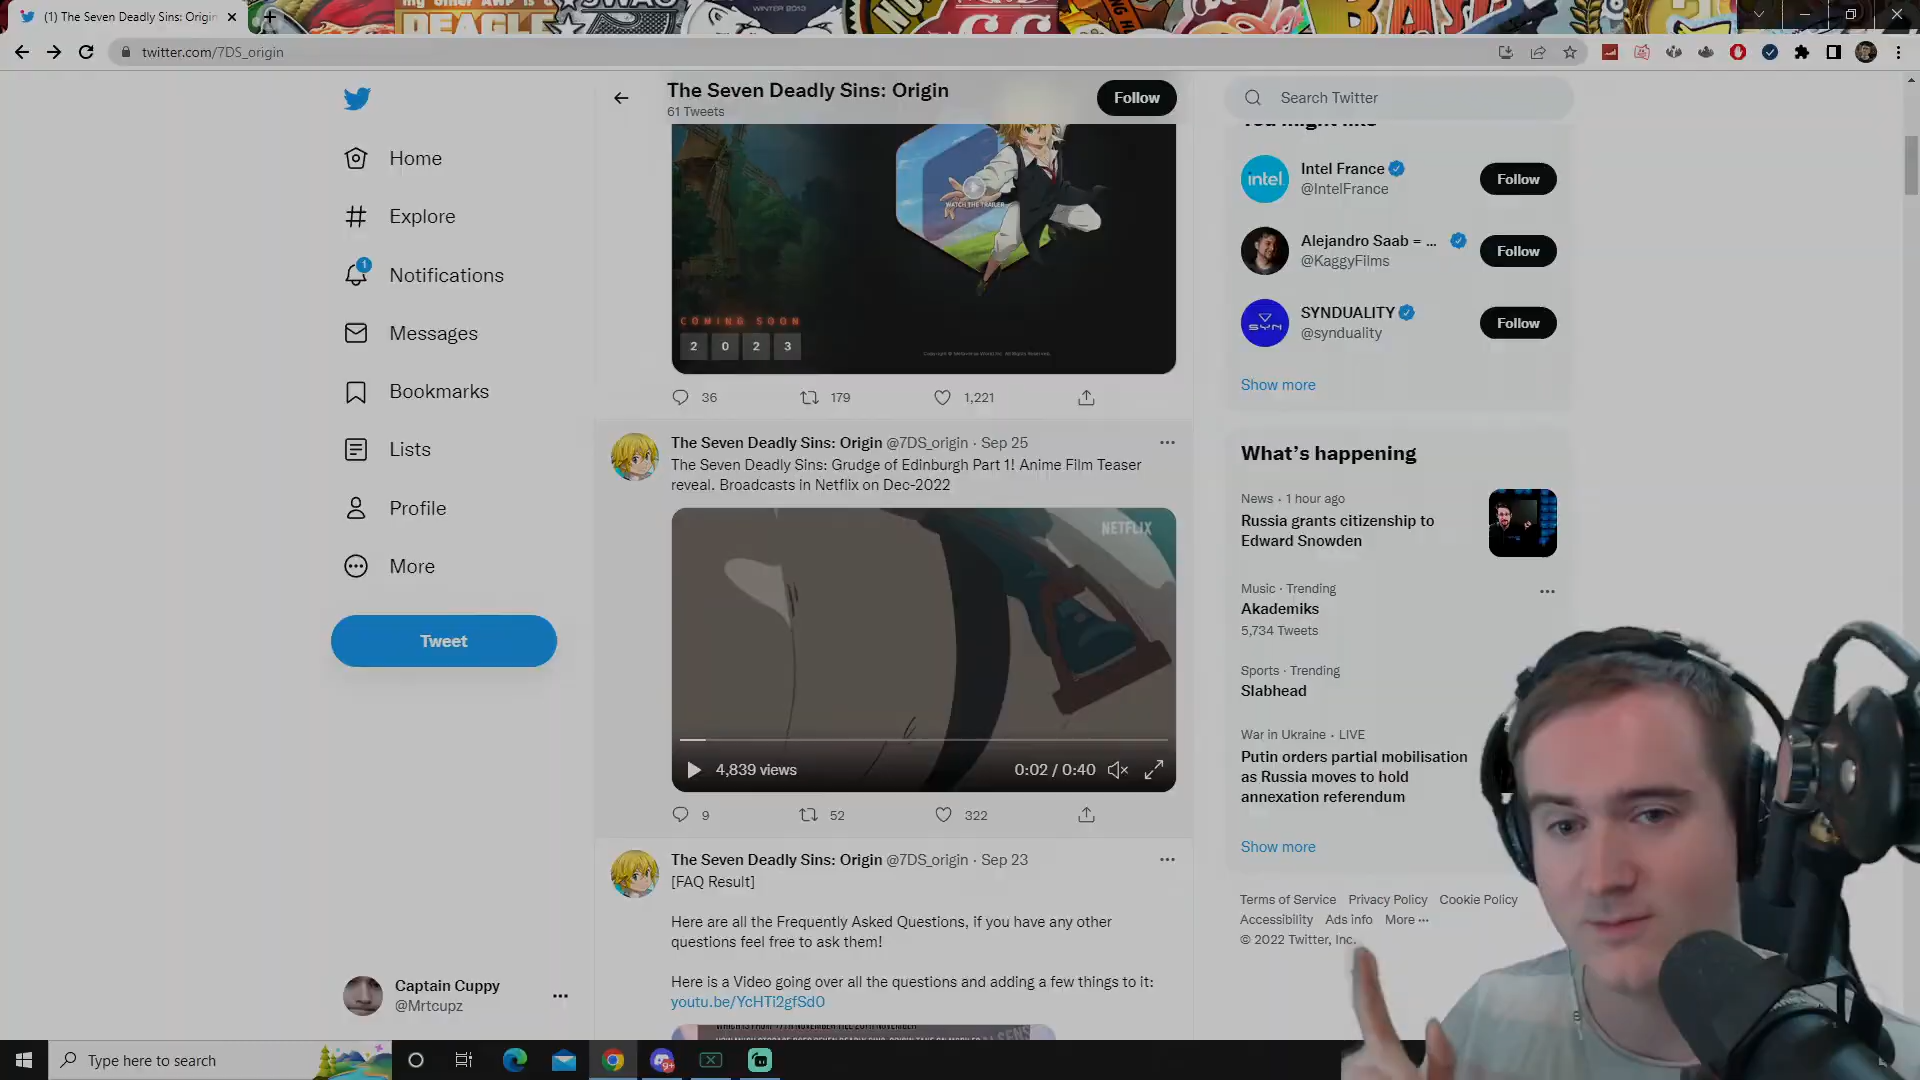 (1) The Seven Deadly Sins: Origin
WINTER 2013
DEAGLE
twitter.com/7DS_origin
The Seven Deadly Sins: Origin
61 Tweets
Follow
Search Twitter
Home
Explore
1
Notifications
Messages
Bookmarks
Lists
Profile
More
Tweet
Captain Cuppy
@Mrtcupz
WATCH THE TRAILER
COMING SOON
2 0 2 3
36 179 1,221
The Seven Deadly Sins: Origin @7DS_origin · Sep 25
The Seven Deadly Sins: Grudge of Edinburgh Part 1! Anime Film Teaser
reveal. Broadcasts in Netflix on Dec-2022
NETFLIX
4,839 views
0:02 / 0:40
9 52 322
The Seven Deadly Sins: Origin @7DS_origin · Sep 23
[FAQ Result]
Here are all the Frequently Asked Questions, if you have any other
questions feel free to ask them!
Here is a Video going over all the questions and adding a few things to it:
youtu.be/YcHTi2gfSd0
You might like
intel.
Intel France
@IntelFrance
Follow
Alejandro Saab = ...
@KaggyFilms
Follow
SYN
SYNDUALITY
@synduality
Follow
Show more
What's happening
News · 1 hour ago
Russia grants citizenship to
Edward Snowden
Music · Trending
Akademiks
5,734 Tweets
Sports · Trending
Slabhead
War in Ukraine · LIVE
Putin orders partial mobilisation
as Russia moves to hold
annexation referendum
Show more
Terms of Service Privacy Policy Cookie Policy
Accessibility Ads info More ···
© 2022 Twitter, Inc.
Type here to search
9+